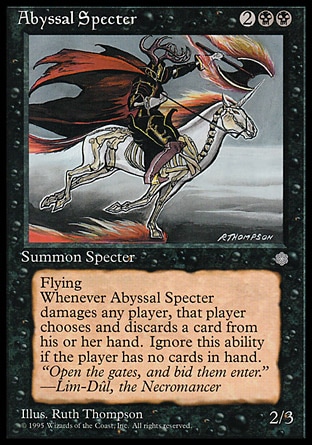 Abyssal Specter 2
R.THOMPSON
Summon Specter
Flying
Whenever Abyssal Specter
damages any player, that player
chooses and discards a card from
his or her hand. Ignore this ability
if the player has no cards in hand.
“Open the gates, and bid them enter.”
—Lim-Dûl, the Necromancer
Illus. Ruth Thompson
2/3
© 1995 Wizards of the Coast, Inc. All rights reserved.